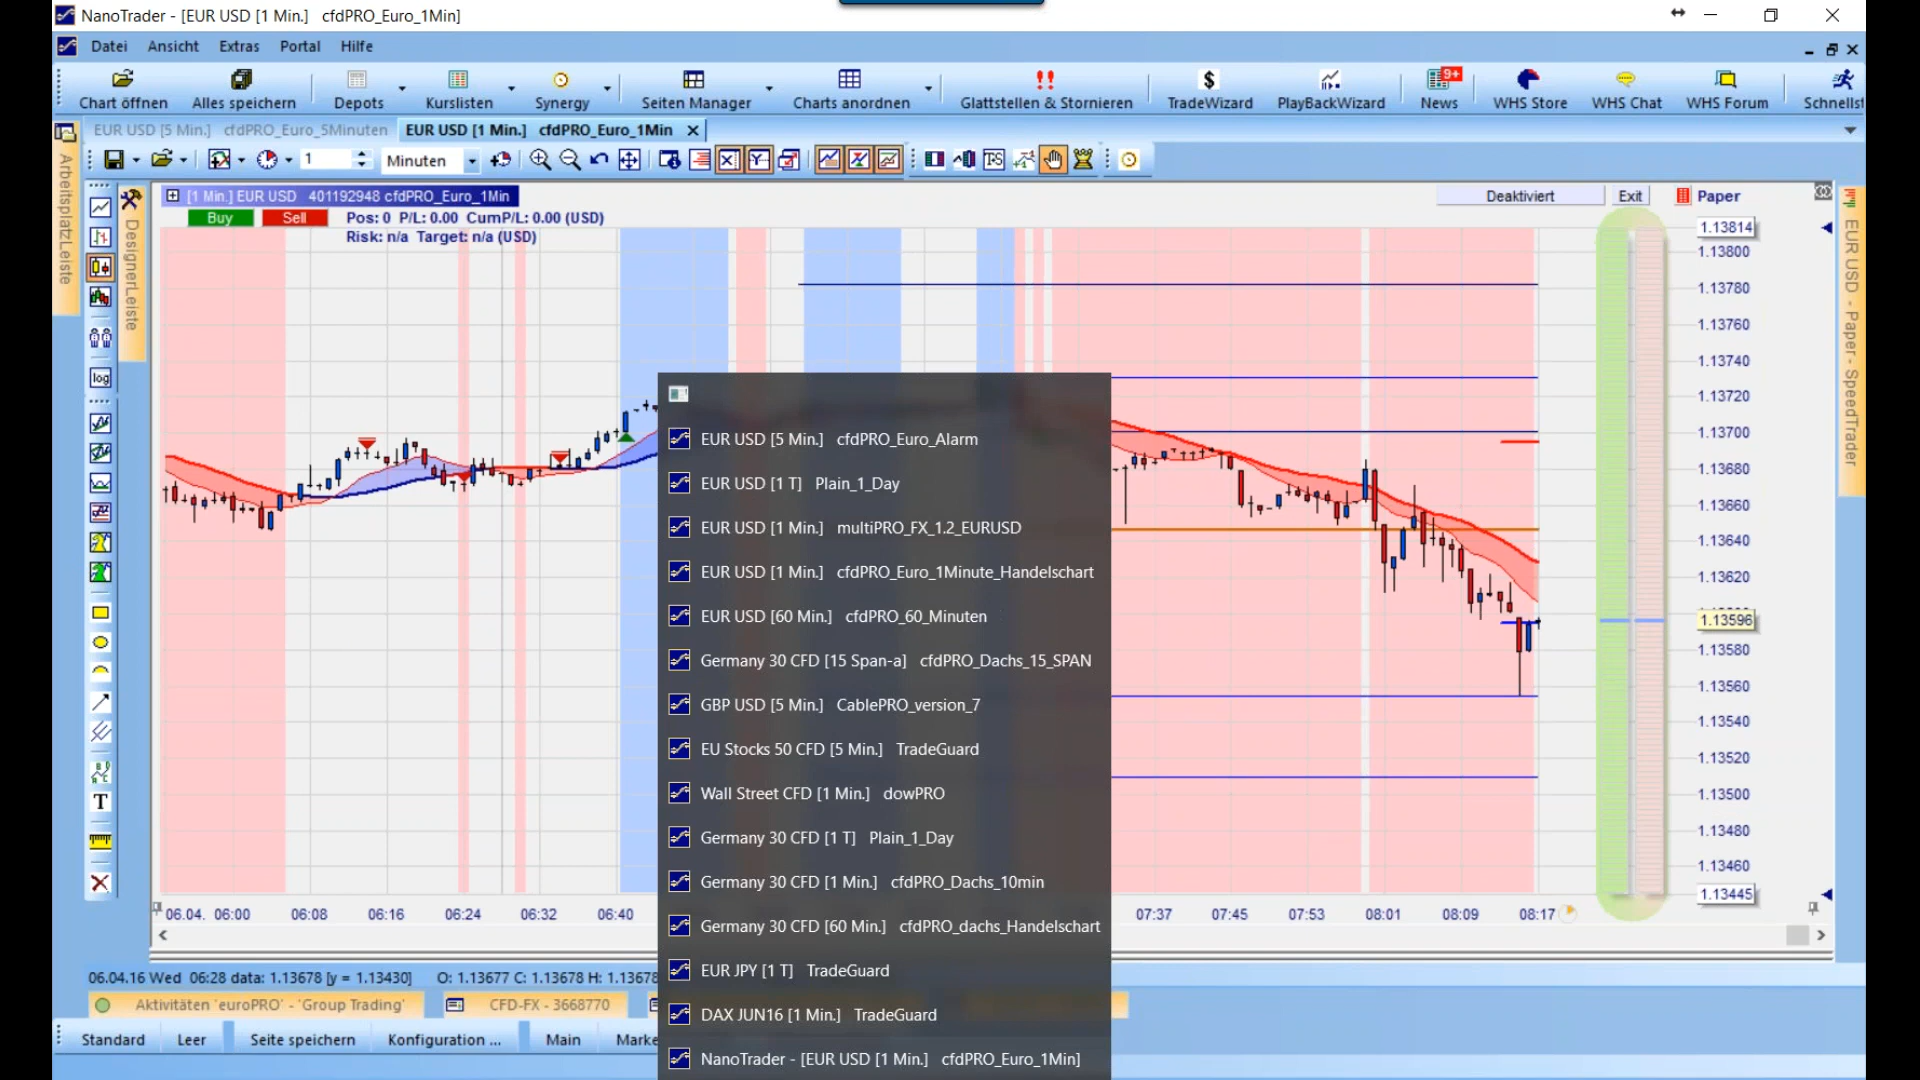 NanoTrader - [EUR USD [1 Min.] cfdPRO_Euro_1Min]
Datei Ansicht Extras Portal Hilfe
Chart öffnen Alles speichern Depots Kurslisten Synergy Seiten Manager Charts anordnen Glattstellen & Stornieren TradeWizard PlayBackWizard 9+ News WHS Store WHS Chat WHS Forum Schnellst
EUR USD [5 Min.] cfdPRO_Euro_5Minuten EUR USD [1 Min.] cfdPRO_Euro_1Min
1 Minuten TS
ArbeitsplatzLeiste
DesignerLeiste
log
T
[1 Min.] EUR USD 401192948 cfdPRO_Euro_1Min Deaktiviert Exit Paper
Buy Sell Pos: 0 P/L: 0.00 CumP/L: 0.00 (USD)
Risk: n/a Target: n/a (USD)
EUR USD - Paper - SpeedTrader
1.13814
1.13800
1.13780
1.13760
1.13740
1.13720
1.13700
1.13680
1.13660
1.13640
1.13620
1.13596
1.13580
1.13560
1.13540
1.13520
1.13500
1.13480
1.13460
1.13445
EUR USD [5 Min.] cfdPRO_Euro_Alarm
EUR USD [1 T] Plain_1_Day
EUR USD [1 Min.] multiPRO_FX_1.2_EURUSD
EUR USD [1 Min.] cfdPRO_Euro_1Minute_Handelschart
EUR USD [60 Min.] cfdPRO_60_Minuten
Germany 30 CFD [15 Span-a] cfdPRO_Dachs_15_SPAN
GBP USD [5 Min.] CablePRO_version_7
EU Stocks 50 CFD [5 Min.] TradeGuard
Wall Street CFD [1 Min.] dowPRO
Germany 30 CFD [1 T] Plain_1_Day
Germany 30 CFD [1 Min.] cfdPRO_Dachs_10min
Germany 30 CFD [60 Min.] cfdPRO_dachs_Handelschart
EUR JPY [1 T] TradeGuard
DAX JUN16 [1 Min.] TradeGuard
NanoTrader - [EUR USD [1 Min.] cfdPRO_Euro_1Min]
06.04. 06:00 06:08 06:16 06:24 06:32 06:40 07:37 07:45 07:53 08:01 08:09 08:17
06.04.16 Wed 06:28 data: 1.13678 [y = 1.13430] O: 1.13677 C: 1.13678 H: 1.13678
Aktivitäten 'euroPRO' - 'Group Trading' CFD-FX - 3668770
Standard Leer Seite speichern Konfiguration ... Main Marke